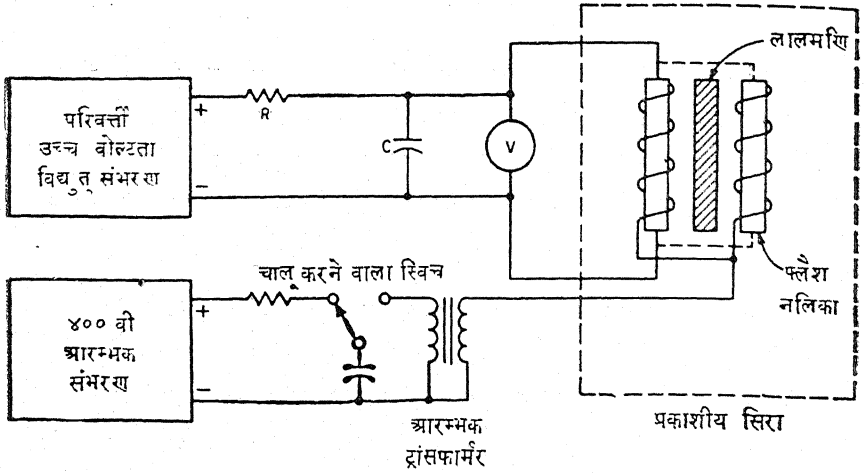 लालमणि
परिवर्त्ती
उच्च वोल्टता
विद्युत् संभरण
+
−
R
C
V
चालू करने वाला स्विच
फ्लैश
नलिका
४०० वी
आरम्भक
संभरण
+
−
आरम्भक
ट्रांसफार्मर
प्रकाशीय सिरा